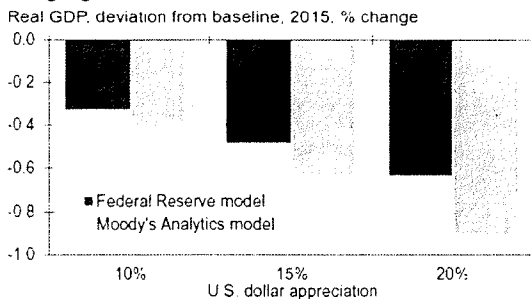 Real GDP, deviation from baseline, 2015, % change
0.0
-0.2
-0.4
-0.6
-0.8
-1.0
Federal Reserve model
Moody's Analytics model
10% 15% 20%
U.S. dollar appreciation